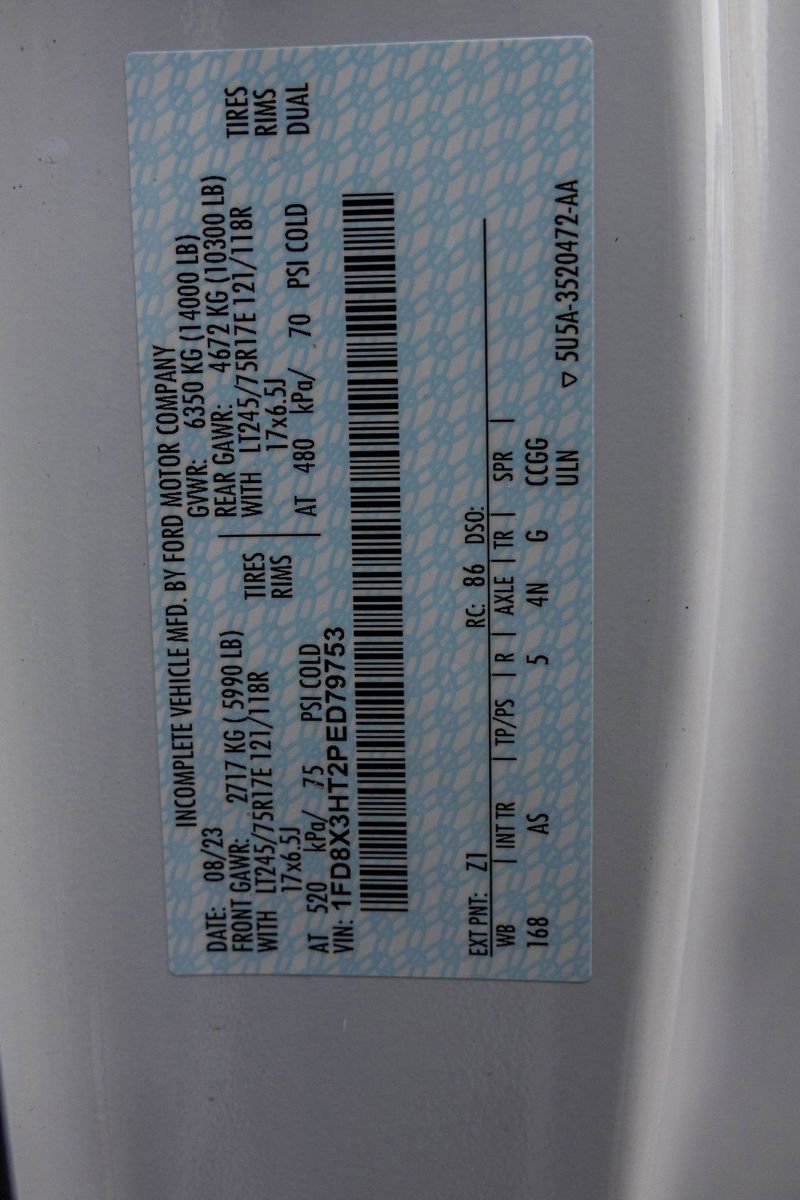 INCOMPLETE VEHICLE MFD. BY FORD MOTOR COMPANY
DATE: 08/23 GVWR: 6350 KG (14000 LB)
FRONT GAWR: 2717 KG ( 5990 LB) REAR GAWR: 4672 KG (10300 LB)
WITH LT245/75R17E 121/118R TIRES WITH LT245/75R17E 121/118R TIRES
17x6.5J RIMS 17x6.5J RIMS
AT 520 kPa/ 75 PSI COLD AT 480 kPa/ 70 PSI COLD DUAL
VIN: 1FD8X3HT2PED79753
EXT PNT: Z1 RC: 86 DSO:
WB | INT TR | TP/PS | R | AXLE | TR | SPR |
168 AS 5 4N G CCGG
ULN
▽ 5U5A-3520472-AA